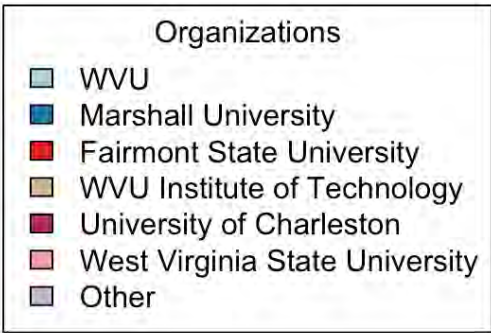 Organizations
WVU
Marshall University
Fairmont State University
WVU Institute of Technology
University of Charleston
West Virginia State University
Other